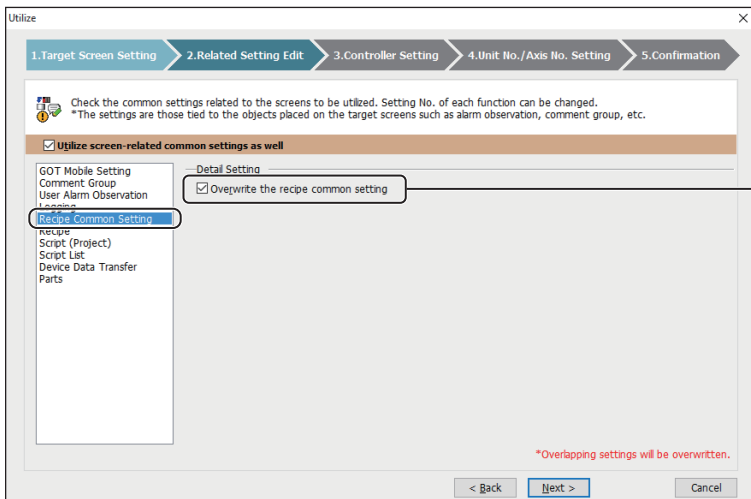 Utilize
1.Target Screen Setting 2.Related Setting Edit 3.Controller Setting 4.Unit No./Axis No. Setting 5.Confirmation
Check the common settings related to the screens to be utilized. Setting No. of each function can be changed.
*The settings are those tied to the objects placed on the target screens such as alarm observation, comment group, etc.
Utilize screen-related common settings as well
GOT Mobile Setting
Comment Group
User Alarm Observation
Logging
Recipe Common Setting
Recipe
Script (Project)
Script List
Device Data Transfer
Parts
Detail Setting
Overwrite the recipe common setting
*Overlapping settings will be overwritten.
< Back Next > Cancel